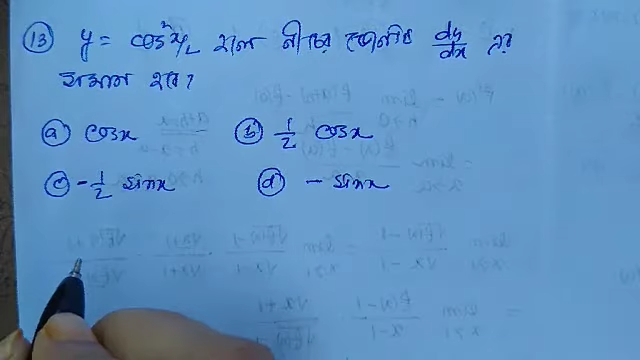 (13) y = cos²x/2 হলে নীচের কোনটি dy/dx এর
সমান হবে?
(a) cosx (b) 1/2 cosx
(c) -1/2 sinx (d) - sinx